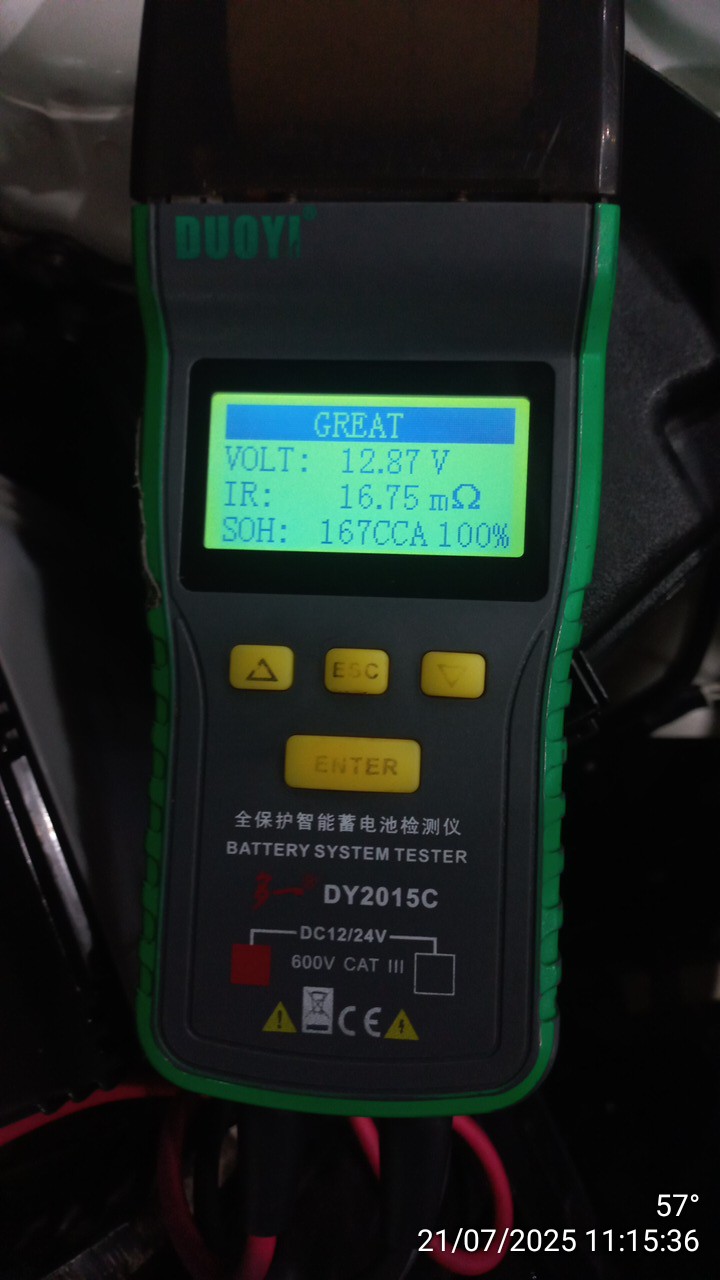 DUOYI®
GREAT
VOLT: 12.87 V
IR: 16.75 mΩ
SOH: 167CCA 100%
ESC
ENTER
全保护智能蓄电池检测仪
BATTERY SYSTEM TESTER
DY2015C
DC12/24V
600V CAT III
CE
57°
21/07/2025 11:15:36